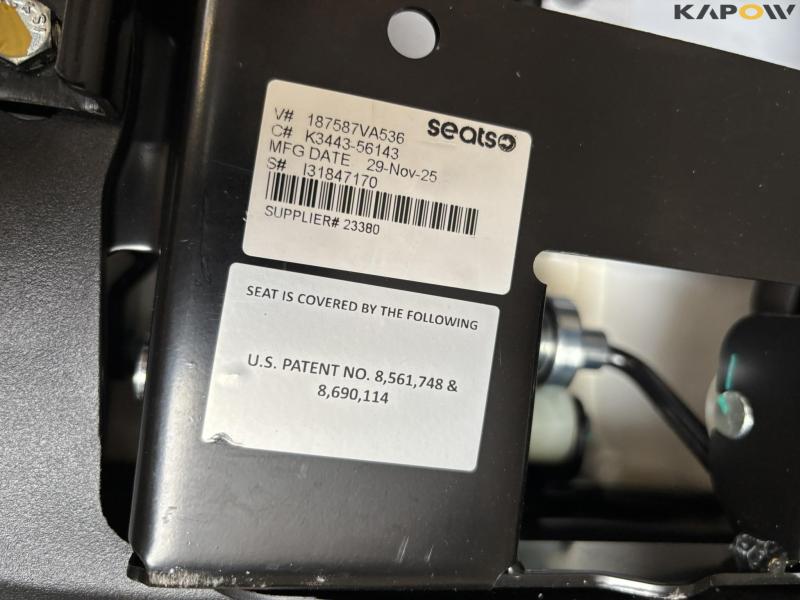 KAPOW
seats
V# 187587VA536
C# K3443-56143
MFG DATE 29-Nov-25
S# I31847170
SUPPLIER# 23380
SEAT IS COVERED BY THE FOLLOWING
U.S. PATENT NO. 8,561,748 &
8,690,114